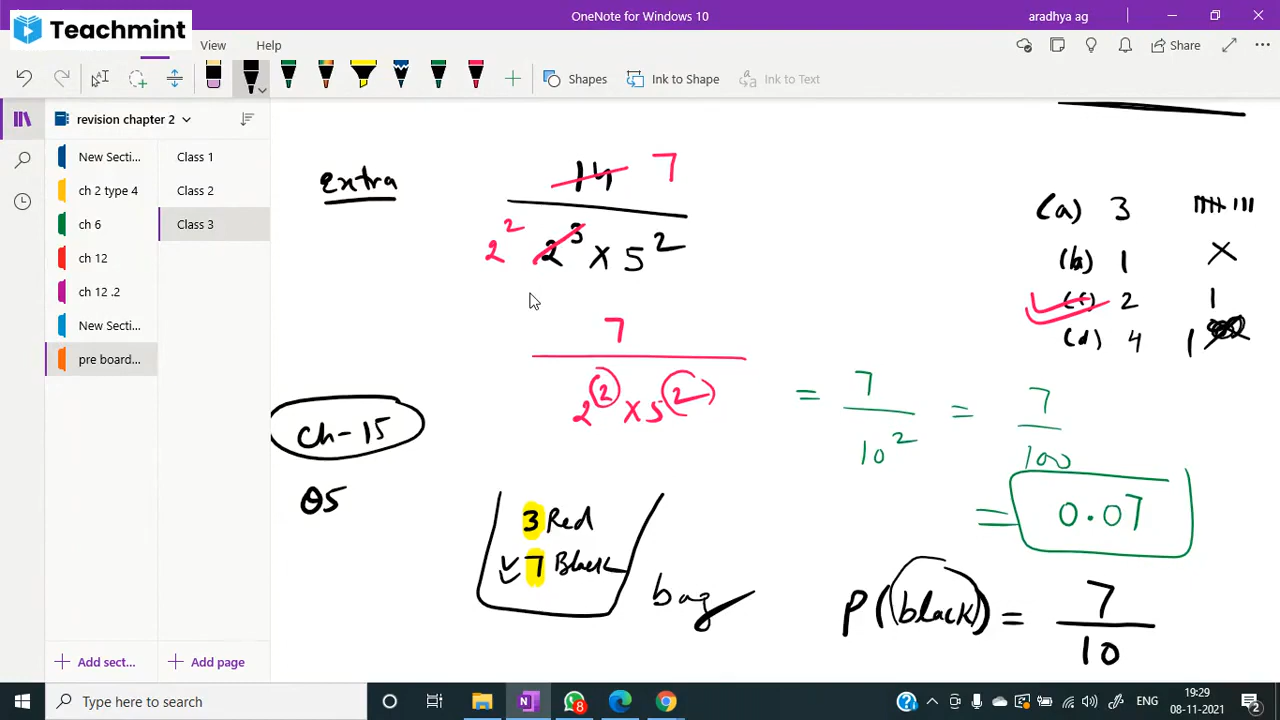 OneNote for Windows 10
aradhya ag
Teachmint
View Help
Share
Shapes
Ink to Shape
Ink to Text
revision chapter 2
New Secti...
ch 2 type 4
ch 6
ch 12
ch 12 .2
New Secti...
pre board...
Class 1
Class 2
Class 3
Add sect...
Add page
Extra
14 7
2² 2³ × 5²
7
2² × 5²
= 7/10² = 7/100
= 0.07
(a) 3
(b) 1 X
(c) 2 1
(d) 4 1
Ch-15
Q5
3 Red
7 Black
bag
P(black) = 7/10
Type here to search
8
ENG
19:29
08-11-2021
2